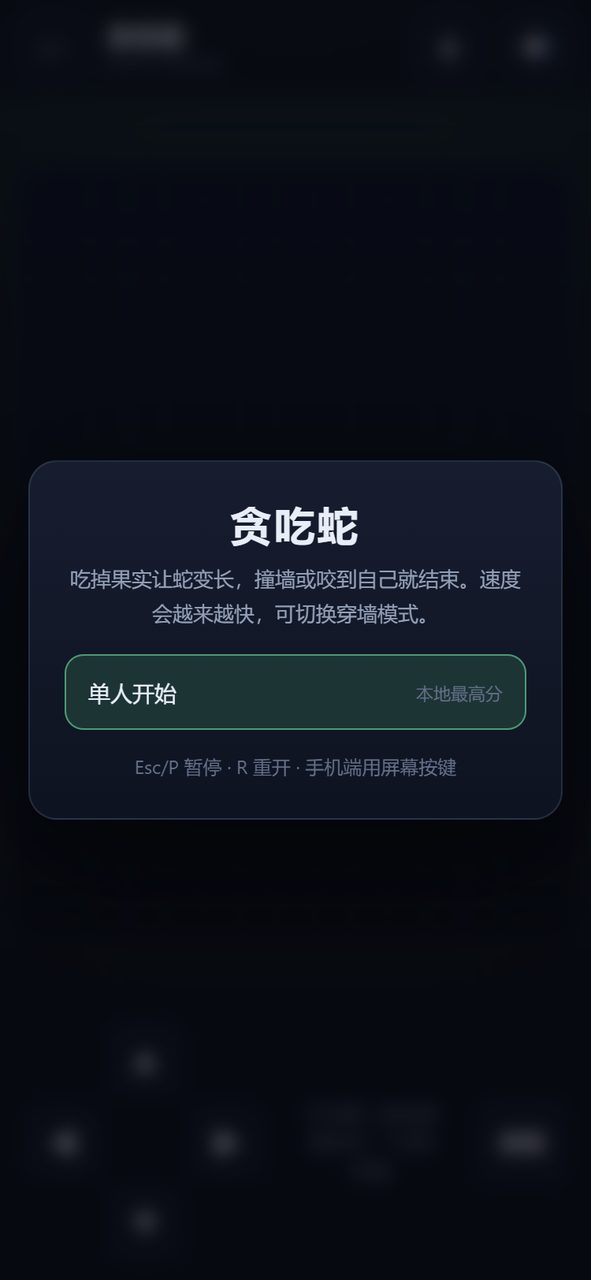 贪吃蛇
吃掉果实让蛇变长，撞墙或咬到自己就结束。速度
会越来越快，可切换穿墙模式。
单人开始 本地最高分
Esc/P 暂停 · R 重开 · 手机端用屏幕按键